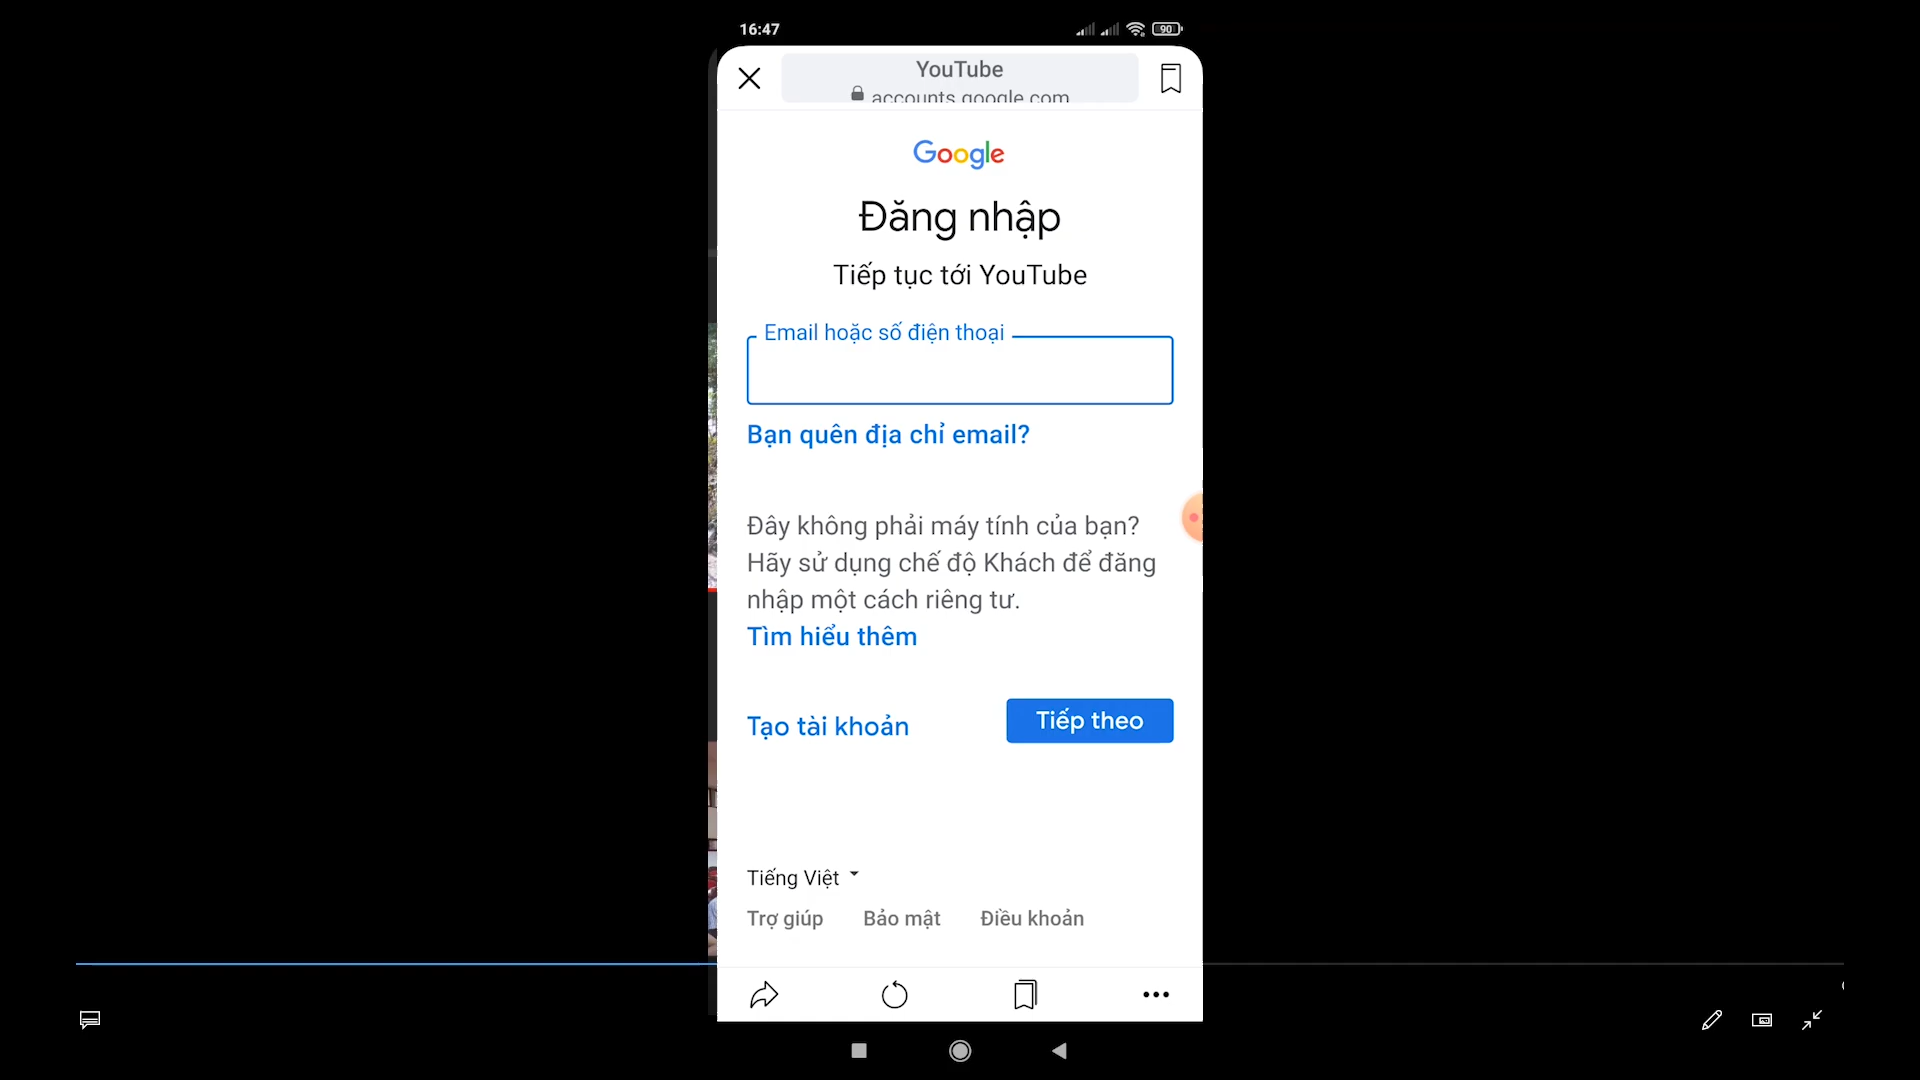 16:47
90
YouTube
accounts.google.com
Google
Đăng nhập
Tiếp tục tới YouTube
Email hoặc số điện thoại
Bạn quên địa chỉ email?
Đây không phải máy tính của bạn?
Hãy sử dụng chế độ Khách để đăng
nhập một cách riêng tư.
Tìm hiểu thêm
Tạo tài khoản
Tiếp theo
Tiếng Việt
Trợ giúp
Bảo mật
Điều khoản